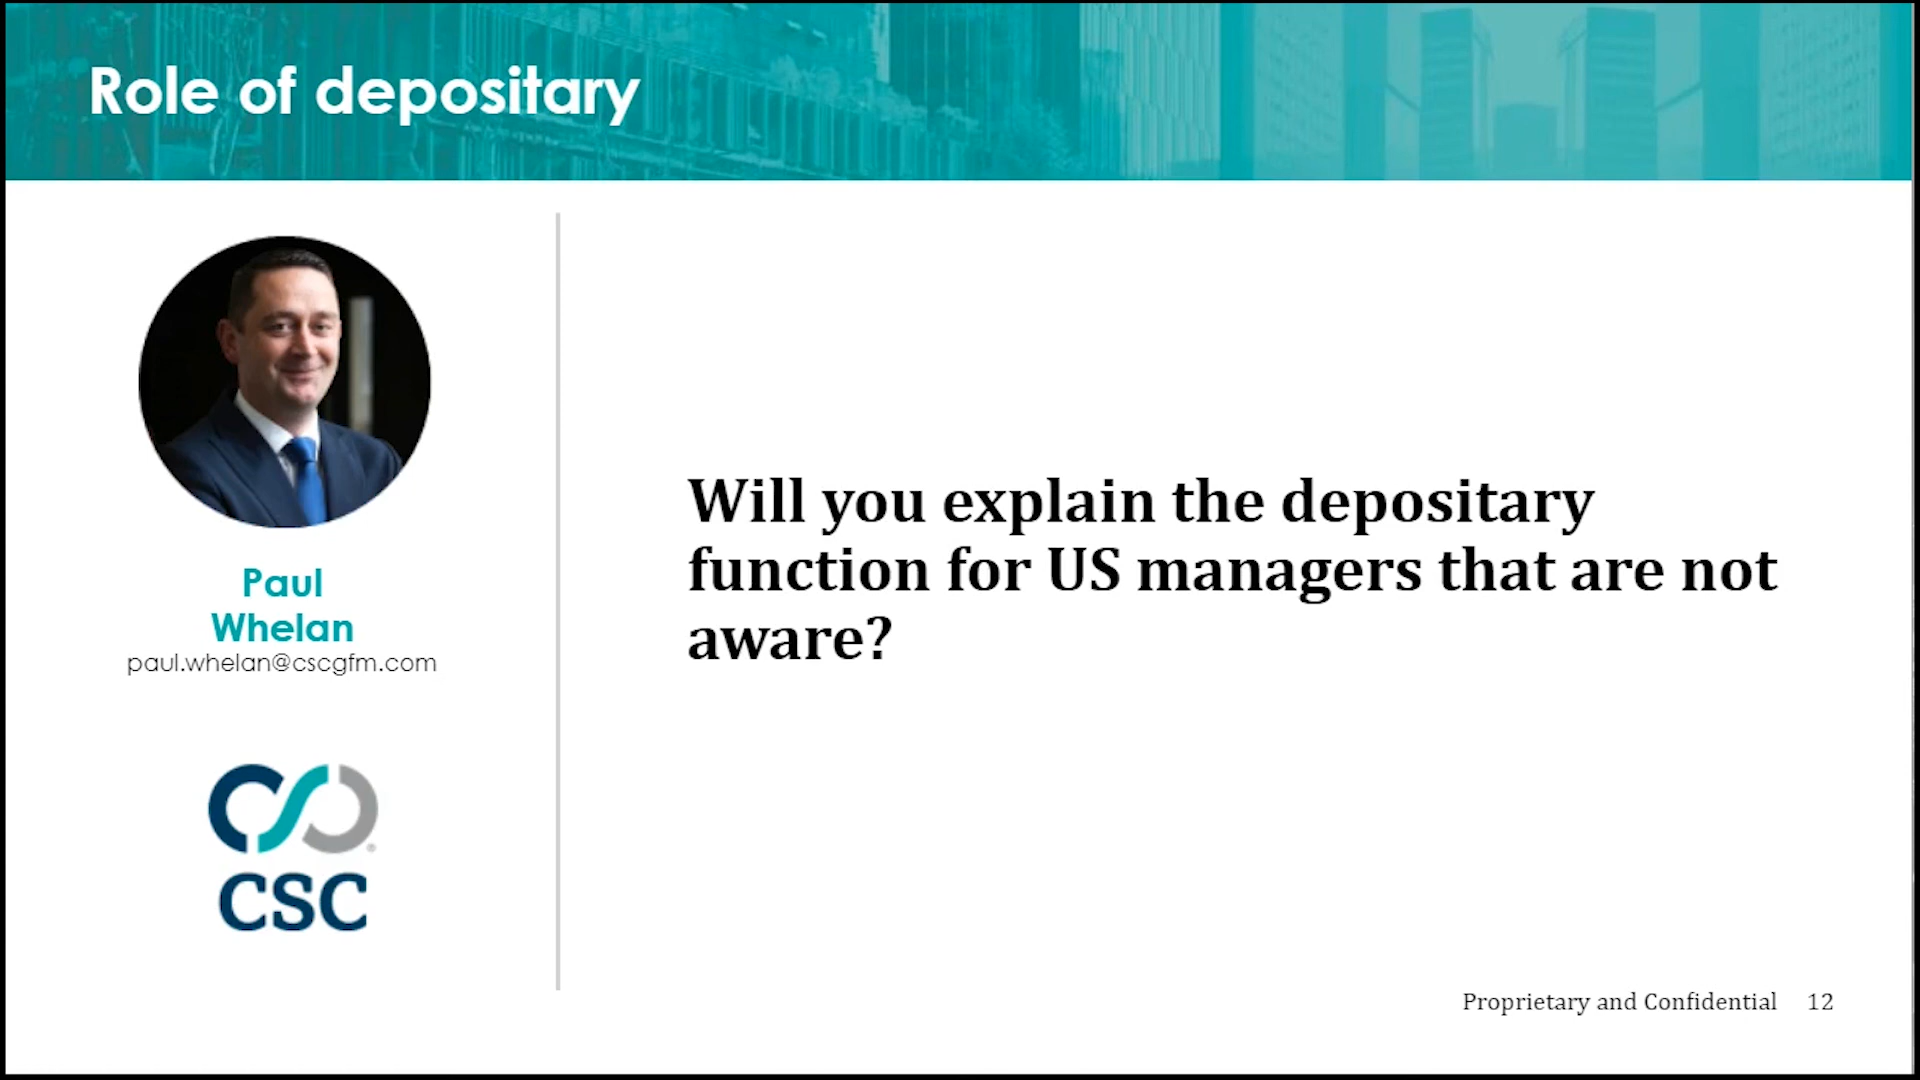 Role of depositary
Paul
Whelan
paul.whelan@cscgfm.com
CSC
Will you explain the depositary
function for US managers that are not
aware?
Proprietary and Confidential 12